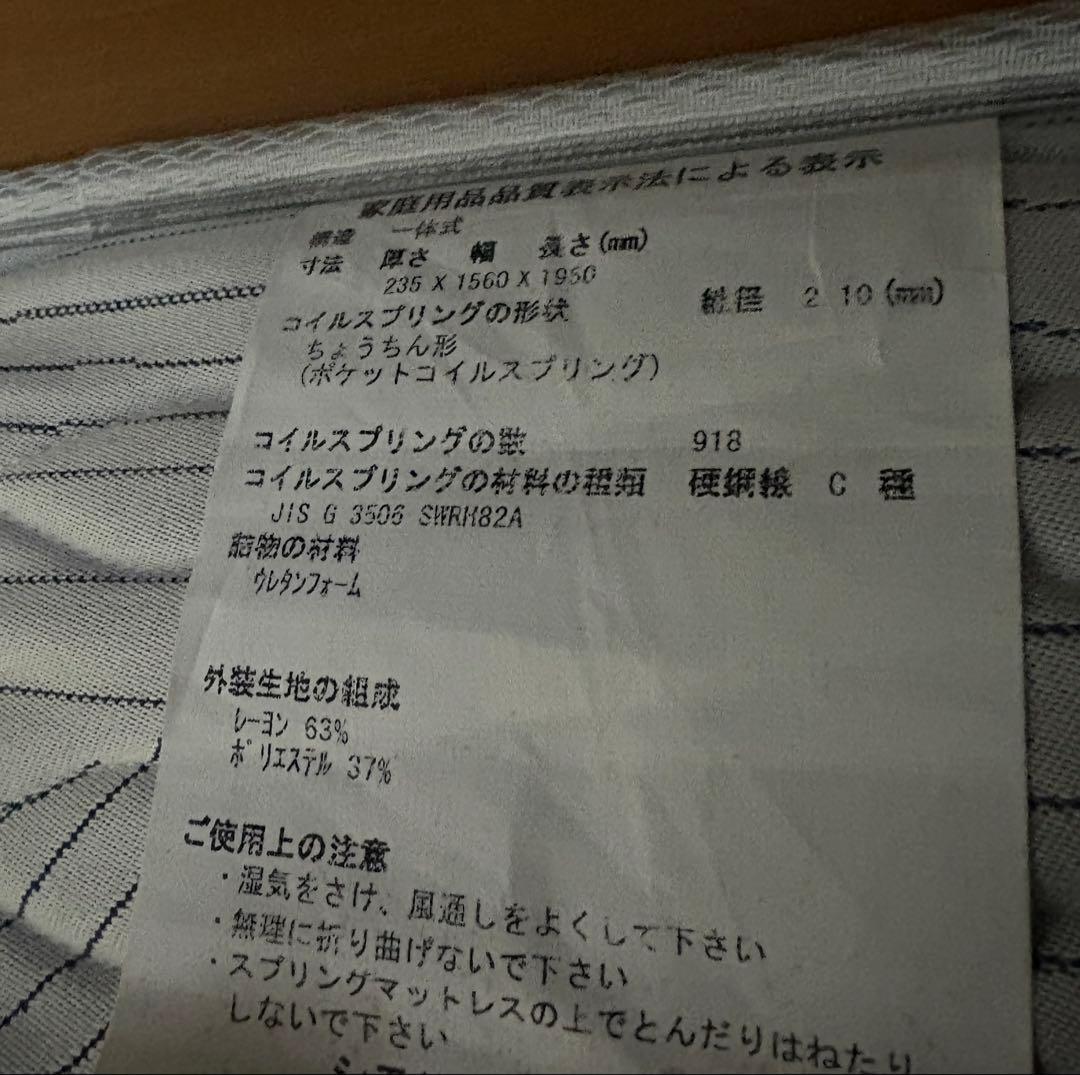 家庭用品品質表示法による表示
構造 一体式
寸法 厚さ 幅 長さ(㎜)
235 X 1560 X 1950
コイルスプリングの形状 線径 2 10 (㎜)
ちょうちん形
(ポケットコイルスプリング)
コイルスプリングの数 918
コイルスプリングの材料の種類 硬鋼線 C 種
JIS G 3506 SWRH82A
詰物の材料
ウレタンフォーム
外装生地の組成
レーヨン 63%
ポリエステル 37%
ご使用上の注意
・湿気をさけ、風通しをよくして下さい
・無理に折り曲げないで下さい
・スプリングマットレスの上でとんだりはねたり
しないで下さい